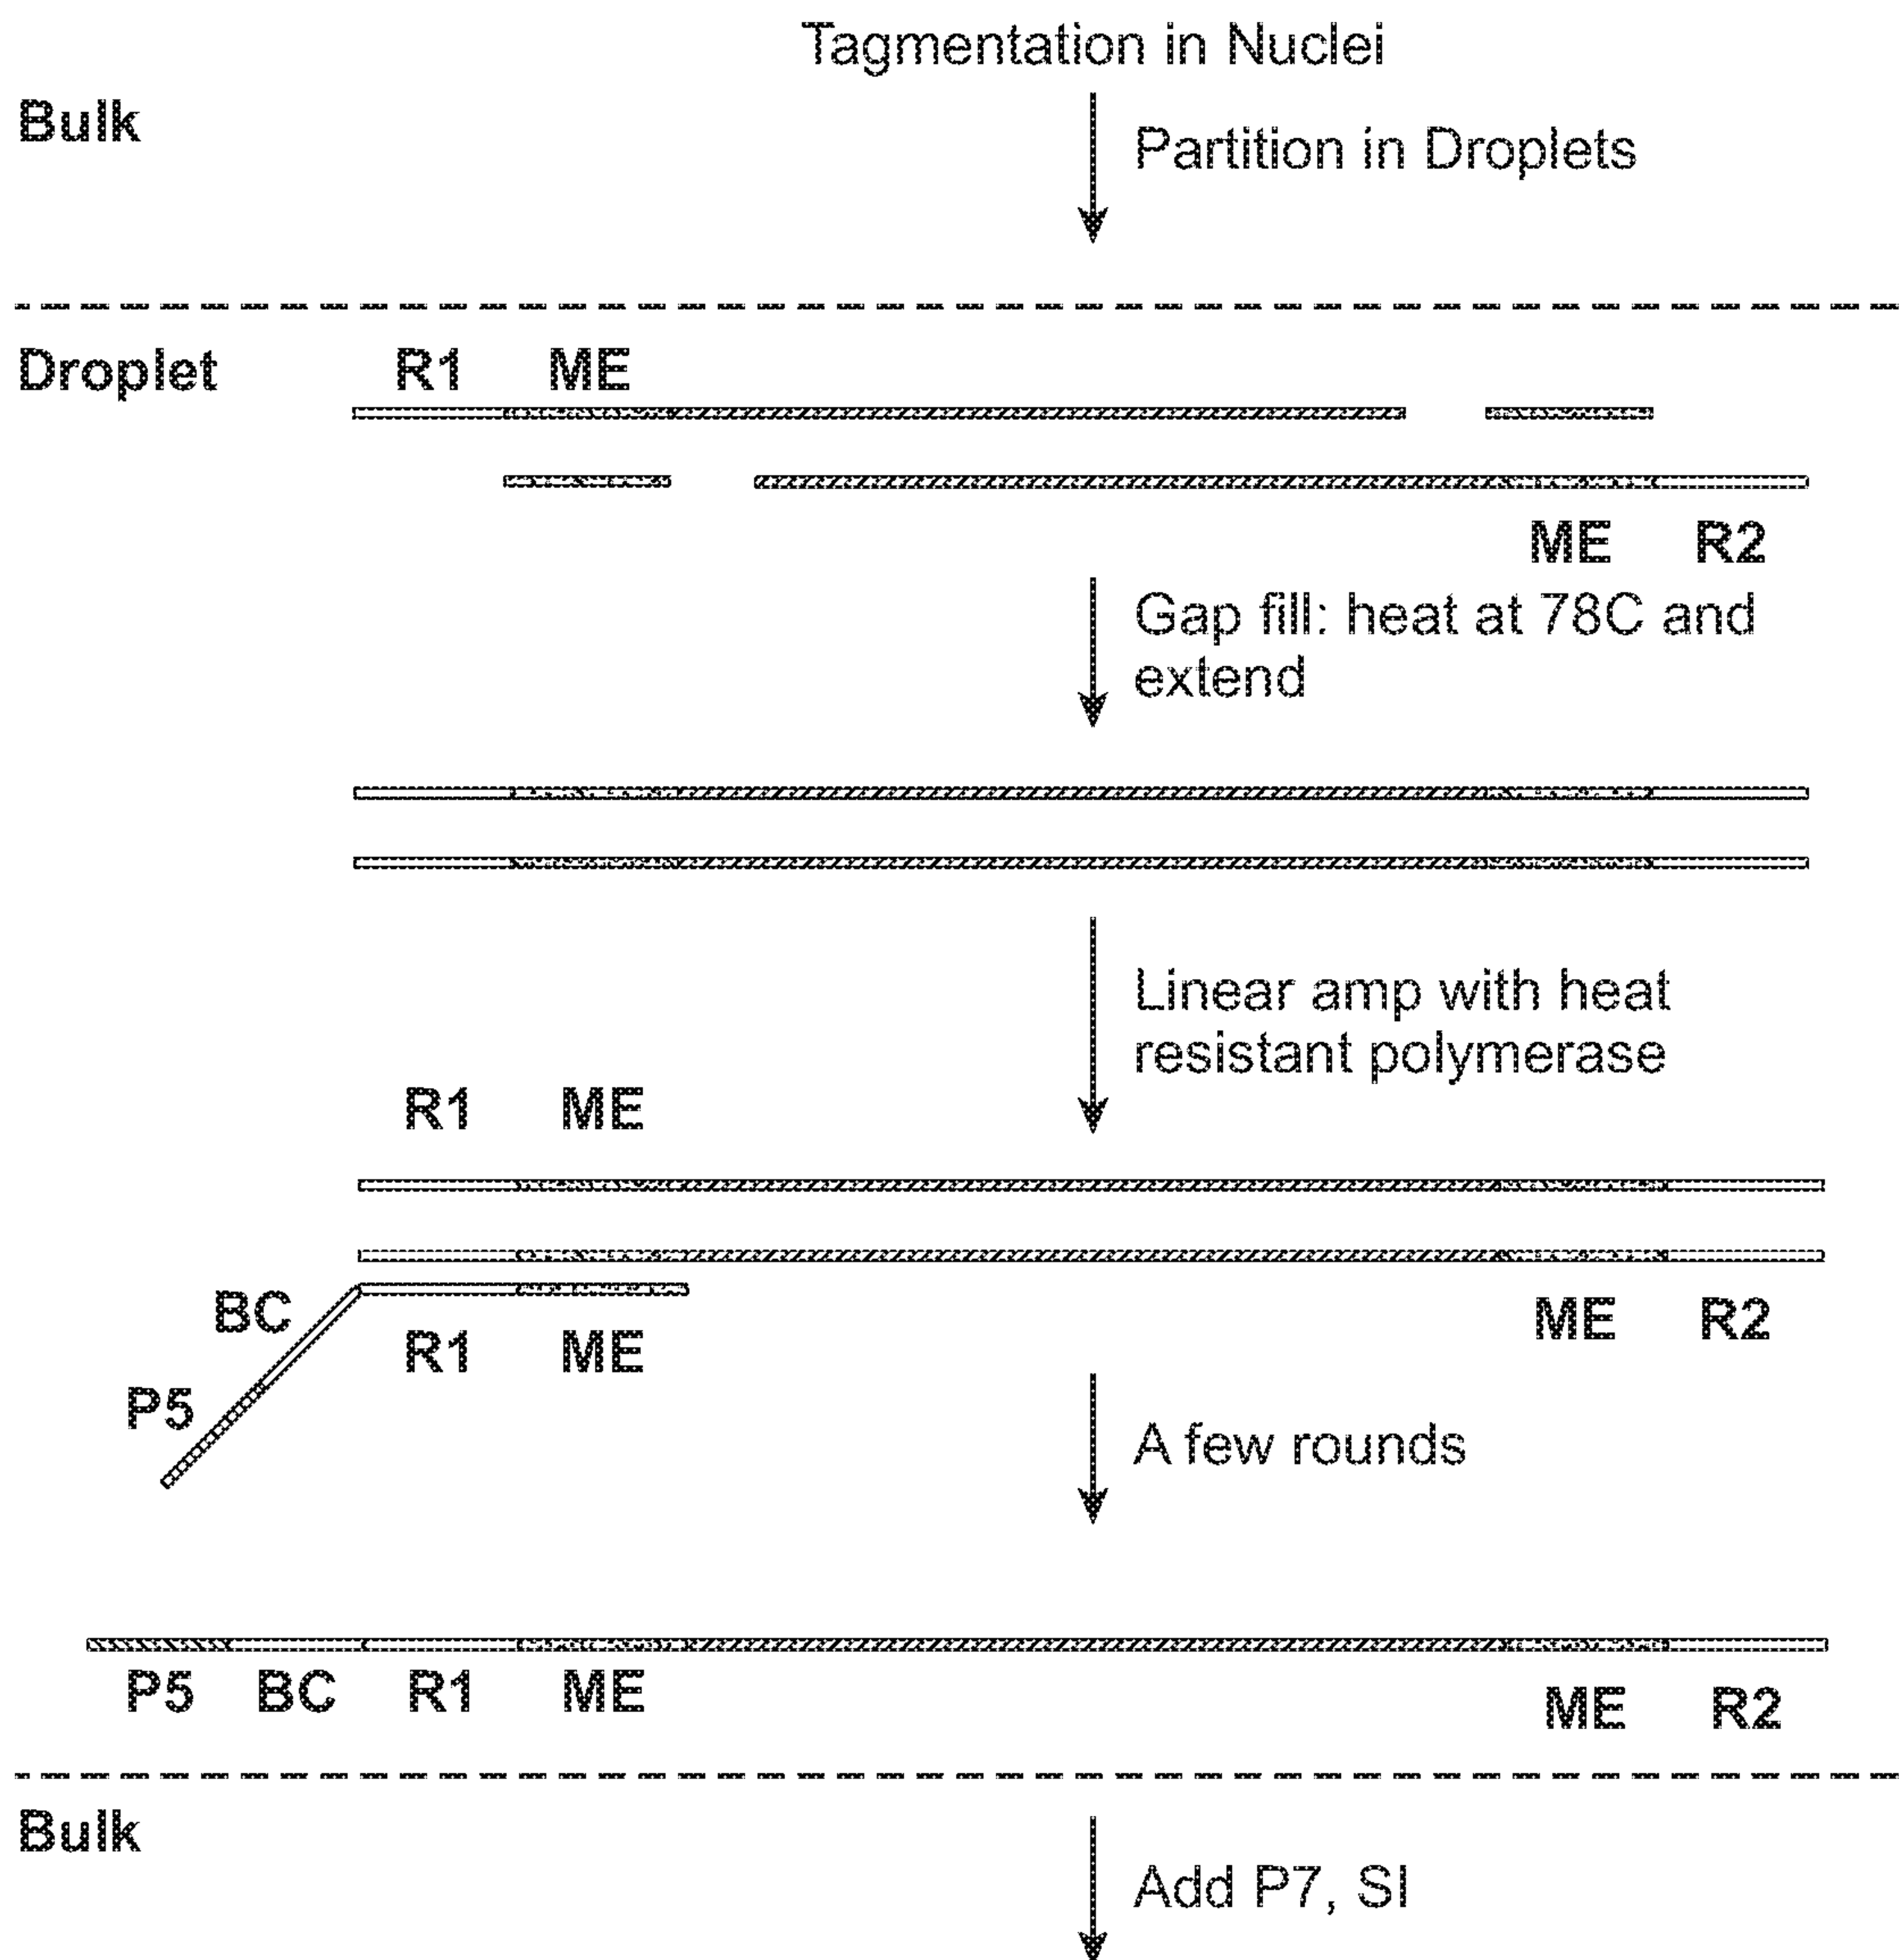 Tagmentation in Nuclei
Bulk
Partition in Droplets
Droplet R1 ME
ME R2
Gap fill: heat at 78C and
extend
Linear amp with heat
resistant polymerase
R1 ME
BC
R1 ME
ME R2
P5
A few rounds
P5 BC R1 ME
ME R2
Bulk
Add P7, SI